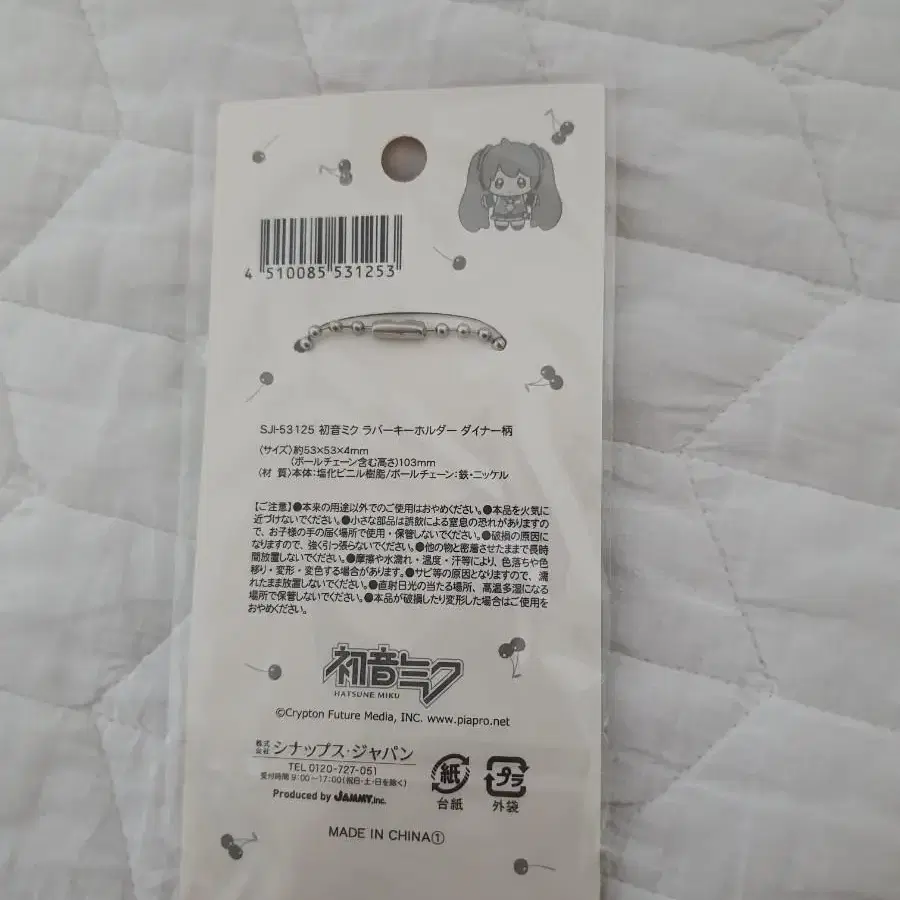 4 510085 531253
SJI-53125 初音ミク ラバーキーホルダー ダイナー柄
〈サイズ〉約53×53×4mm
〈ボールチェーン含む高さ〉103mm
〈材 質〉本体:塩化ビニル樹脂/ボールチェーン:鉄・ニッケル
【ご注意】●本来の用途以外でのご使用はおやめください。●本品を火気に
近づけないでください。●小さな部品は誤飲による窒息の恐れがありますの
で、お子様の手の届く場所で使用・保管しないでください。●破損の原因に
なりますので、強く引っ張らないでください。●他の物と密着させたままで長時
間放置しないでください。●摩擦や水濡れ・温度・汗等により、色落ちや色
移り・変形・変色する場合があります。●サビ等の原因となりますので、濡
れたまま放置しないでください。●直射日光の当たる場所、高温多湿になる
場所で保管しないでください。●本品が破損したり変形した場合はご使用を
おやめください。
初音ミク
HATSUNE MIKU
©Crypton Future Media, INC. www.piapro.net
株式会社 シナップス・ジャパン
TEL 0120-727-051
受付時間 9:00〜17:00(祝日・土・日を除く)
Produced by JAMMY,inc.
紙 プラ
台紙 外袋
MADE IN CHINA①